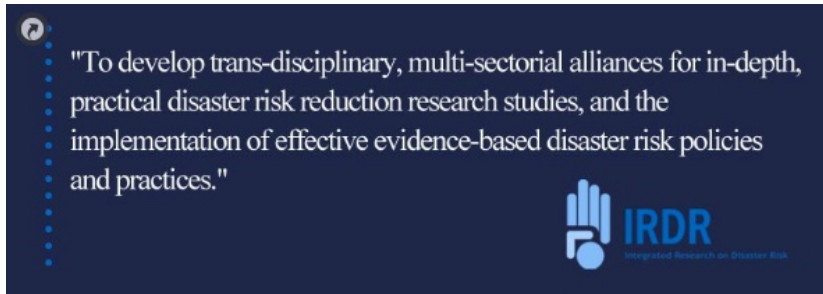 "To develop trans-disciplinary, multi-sectorial alliances for in-depth,
practical disaster risk reduction research studies, and the
implementation of effective evidence-based disaster risk policies
and practices."
IRDR
Integrated Research on Disaster Risk